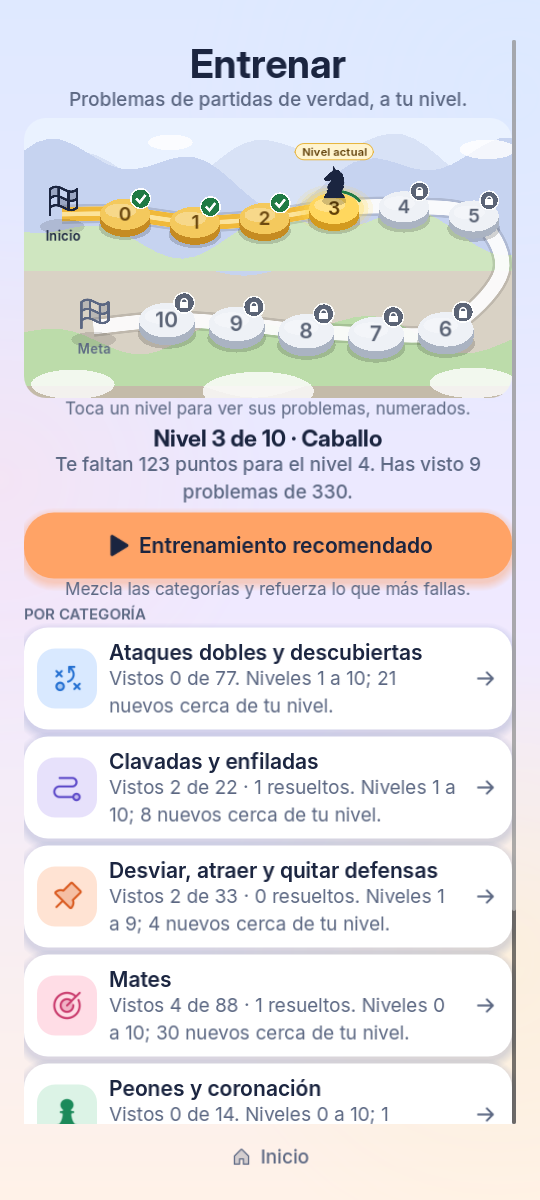 Entrenar
Problemas de partidas de verdad, a tu nivel.
Nivel actual
0
1
2
3
4
5
Inicio
10
9
8
7
6
Meta
Toca un nivel para ver sus problemas, numerados.
Nivel 3 de 10 · Caballo
Te faltan 123 puntos para el nivel 4. Has visto 9
problemas de 330.
Entrenamiento recomendado
Mezcla las categorías y refuerza lo que más fallas.
POR CATEGORÍA
Ataques dobles y descubiertas
Vistos 0 de 77. Niveles 1 a 10; 21
nuevos cerca de tu nivel.
Clavadas y enfiladas
Vistos 2 de 22 · 1 resueltos. Niveles 1 a
10; 8 nuevos cerca de tu nivel.
Desviar, atraer y quitar defensas
Vistos 2 de 33 · 0 resueltos. Niveles 1
a 9; 4 nuevos cerca de tu nivel.
Mates
Vistos 4 de 88 · 1 resueltos. Niveles 0
a 10; 30 nuevos cerca de tu nivel.
Peones y coronación
Vistos 0 de 14. Niveles 0 a 10; 1
Inicio